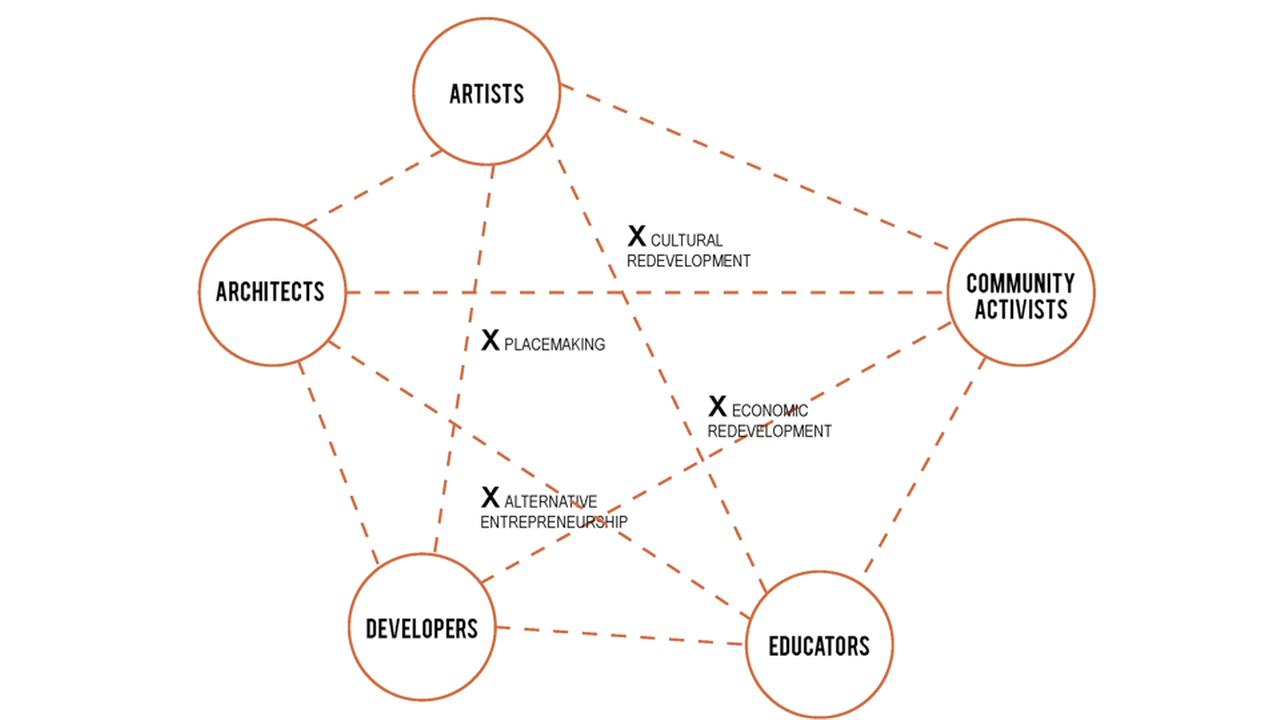 ARTISTS
X CULTURAL
REDEVELOPMENT
ARCHITECTS
COMMUNITY
ACTIVISTS
X PLACEMAKING
X ECONOMIC
REDEVELOPMENT
X ALTERNATIVE
ENTREPRENEURSHIP
DEVELOPERS
EDUCATORS